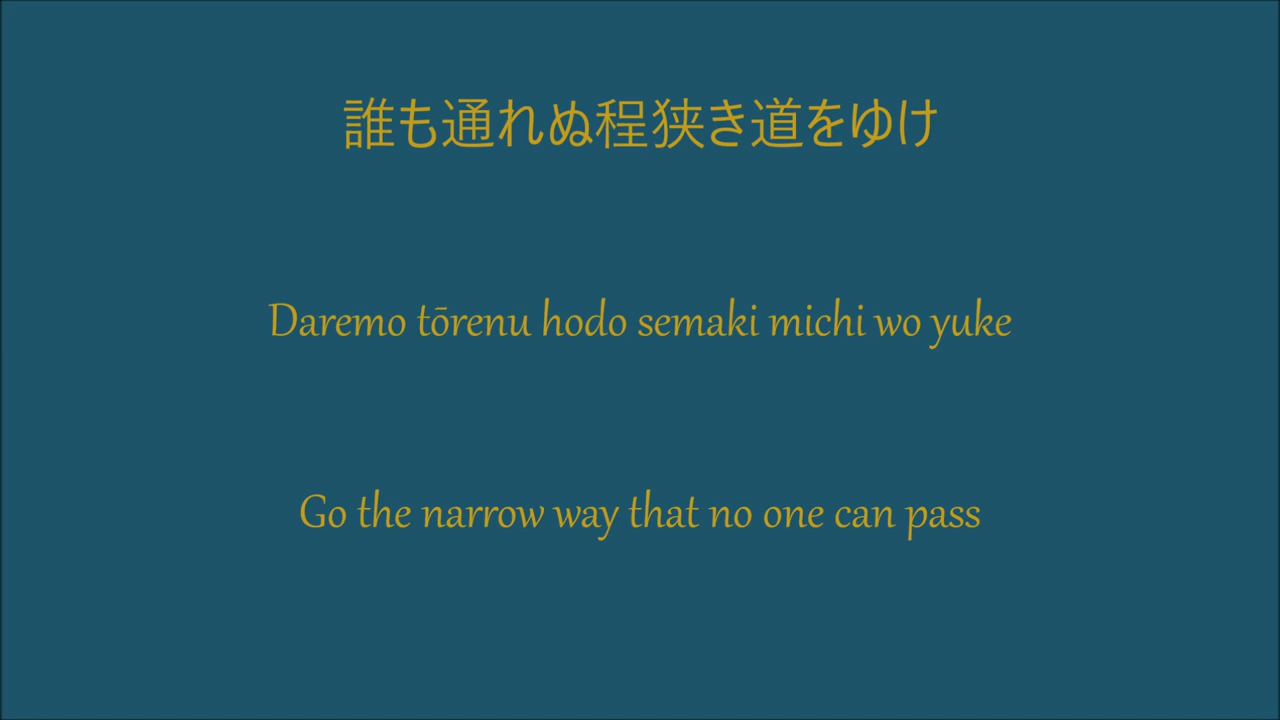 誰も通れぬ程狭き道をゆけ
Daremo tōrenu hodo semaki michi wo yuke
Go the narrow way that no one can pass